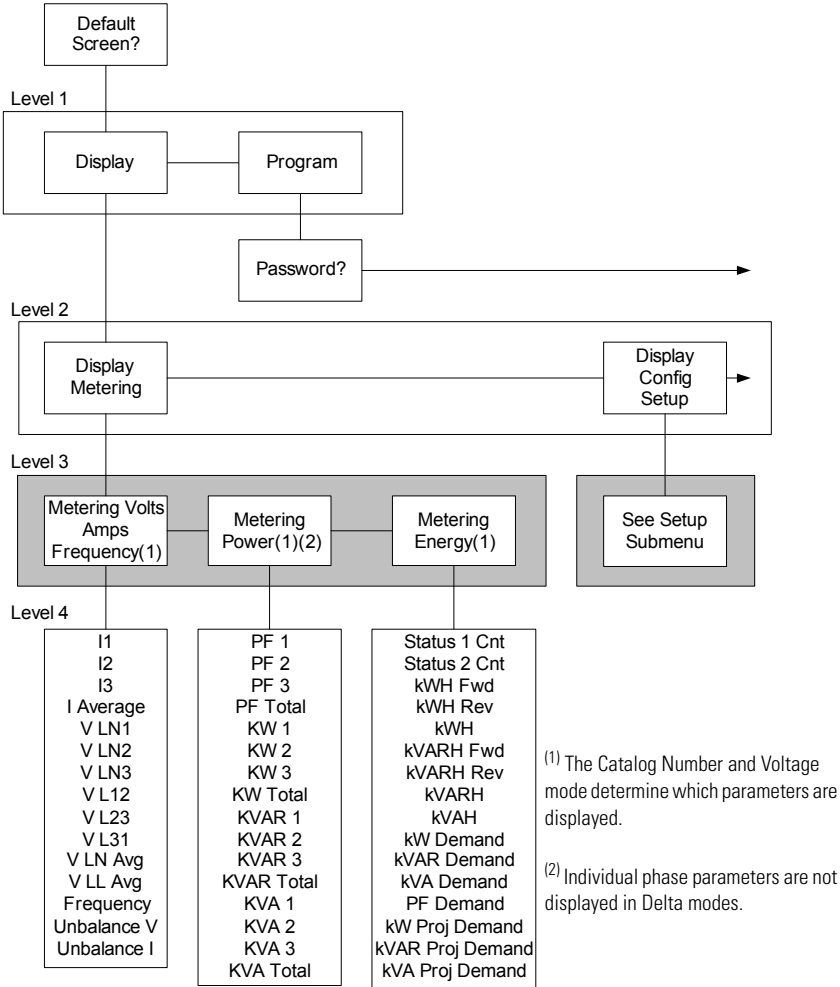 Default
Screen?
Level 1
Display
Program
Password?
Level 2
Display
Metering
Display
Config
Setup
Level 3
Metering Volts
Amps
Frequency(1)
Metering
Power(1)(2)
Metering
Energy(1)
See Setup
Submenu
Level 4
I1
I2
I3
I Average
V LN1
V LN2
V LN3
V L12
V L23
V L31
V LN Avg
V LL Avg
Frequency
Unbalance V
Unbalance I
PF 1
PF 2
PF 3
PF Total
KW 1
KW 2
KW 3
KW Total
KVAR 1
KVAR 2
KVAR 3
KVAR Total
KVA 1
KVA 2
KVA 3
KVA Total
Status 1 Cnt
Status 2 Cnt
kWH Fwd
kWH Rev
kWH
kVARH Fwd
kVARH Rev
kVARH
kVAH
kW Demand
kVAR Demand
kVA Demand
PF Demand
kW Proj Demand
kVAR Proj Demand
kVA Proj Demand
(1) The Catalog Number and Voltage
mode determine which parameters are
displayed.
(2) Individual phase parameters are not
displayed in Delta modes.